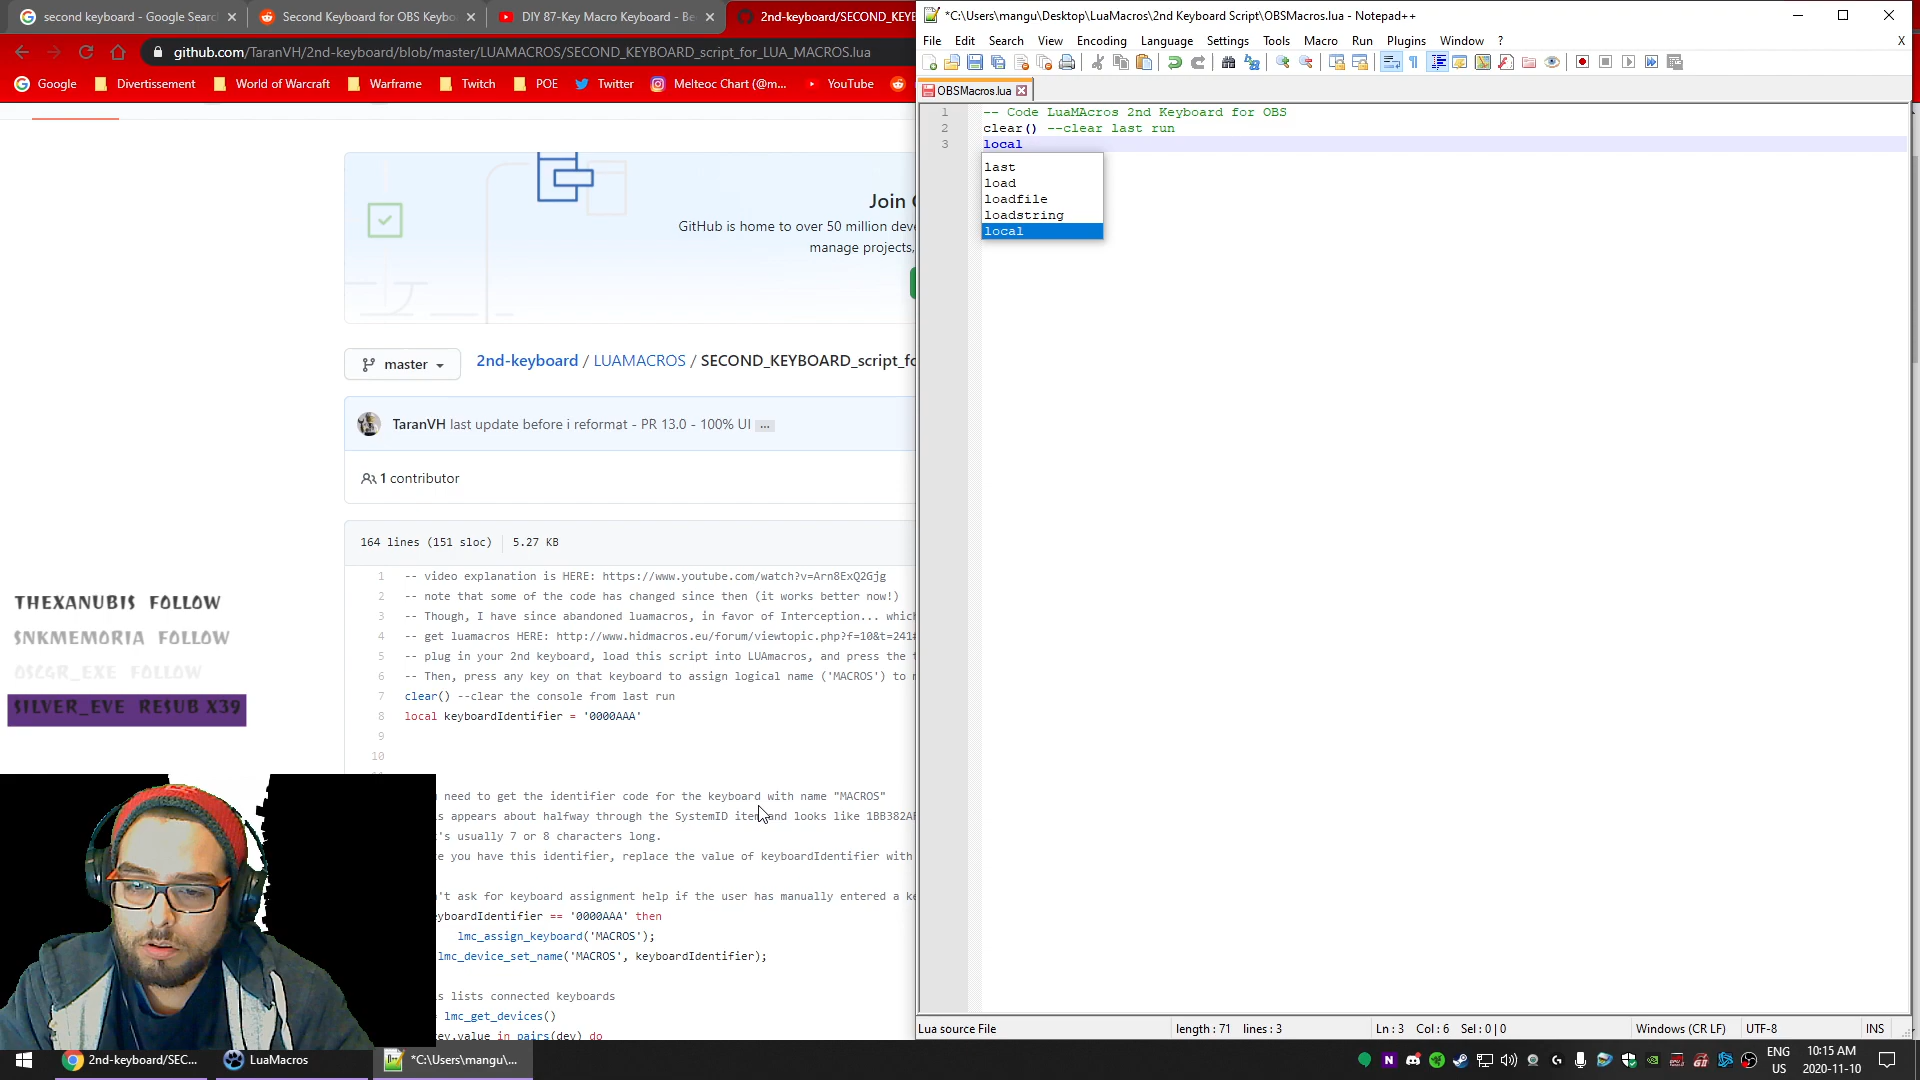 second keyboard - Google Searc
Second Keyboard for OBS Keybo
DIY 87-Key Macro Keyboard - Be
2nd-keyboard/SECOND_KEYE
github.com/TaranVH/2nd-keyboard/blob/master/LUAMACROS/SECOND_KEYBOARD_script_for_LUA_MACROS.lua
Google
Divertissement
World of Warcraft
Warframe
Twitch
POE
Twitter
Melteoc Chart (@m...
YouTube
Join
GitHub is home to over 50 million deve
manage projects,
master
2nd-keyboard / LUAMACROS / SECOND_KEYBOARD_script_fo
TaranVH last update before i reformat - PR 13.0 - 100% UI ...
1 contributor
164 lines (151 sloc) 5.27 KB
1 -- video explanation is HERE: https://www.youtube.com/watch?v=Arn8ExQ2Gjg
2 -- note that some of the code has changed since then (it works better now!)
3 -- Though, I have since abandoned luamacros, in favor of Interception... whic
4 -- get luamacros HERE: http://www.hidmacros.eu/forum/viewtopic.php?f=10&t=241#
5 -- plug in your 2nd keyboard, load this script into LUAmacros, and press the t
6 -- Then, press any key on that keyboard to assign logical name ('MACROS') to m
7 clear() --clear the console from last run
8 local keyboardIdentifier = '0000AAA'
9
10
need to get the identifier code for the keyboard with name "MACROS"
s appears about halfway through the SystemID item and looks like 1BB382AF
's usually 7 or 8 characters long.
e you have this identifier, replace the value of keyboardIdentifier with
't ask for keyboard assignment help if the user has manually entered a ke
yboardIdentifier == '0000AAA' then
lmc_assign_keyboard('MACROS');
lmc_device_set_name('MACROS', keyboardIdentifier);
s lists connected keyboards
= lmc_get_devices()
key,value in pairs(dev) do
THEXANUBIS FOLLOW
SNKMEMORIA FOLLOW
OSCGR_EXE FOLLOW
SILVER_EVE RESUB X39
*C:\Users\mangu\Desktop\LuaMacros\2nd Keyboard Script\OBSMacros.lua - Notepad++
File Edit Search View Encoding Language Settings Tools Macro Run Plugins Window ? X
OBSMacros.lua
1 -- Code LuaMAcros 2nd Keyboard for OBS
2 clear() --clear last run
3 local
last
load
loadfile
loadstring
local
Lua source File
length : 71 lines : 3
Ln : 3 Col : 6 Sel : 0 | 0
Windows (CR LF)
UTF-8
INS
2nd-keyboard/SEC...
LuaMacros
*C:\Users\mangu\...
ENG
US
10:15 AM
2020-11-10